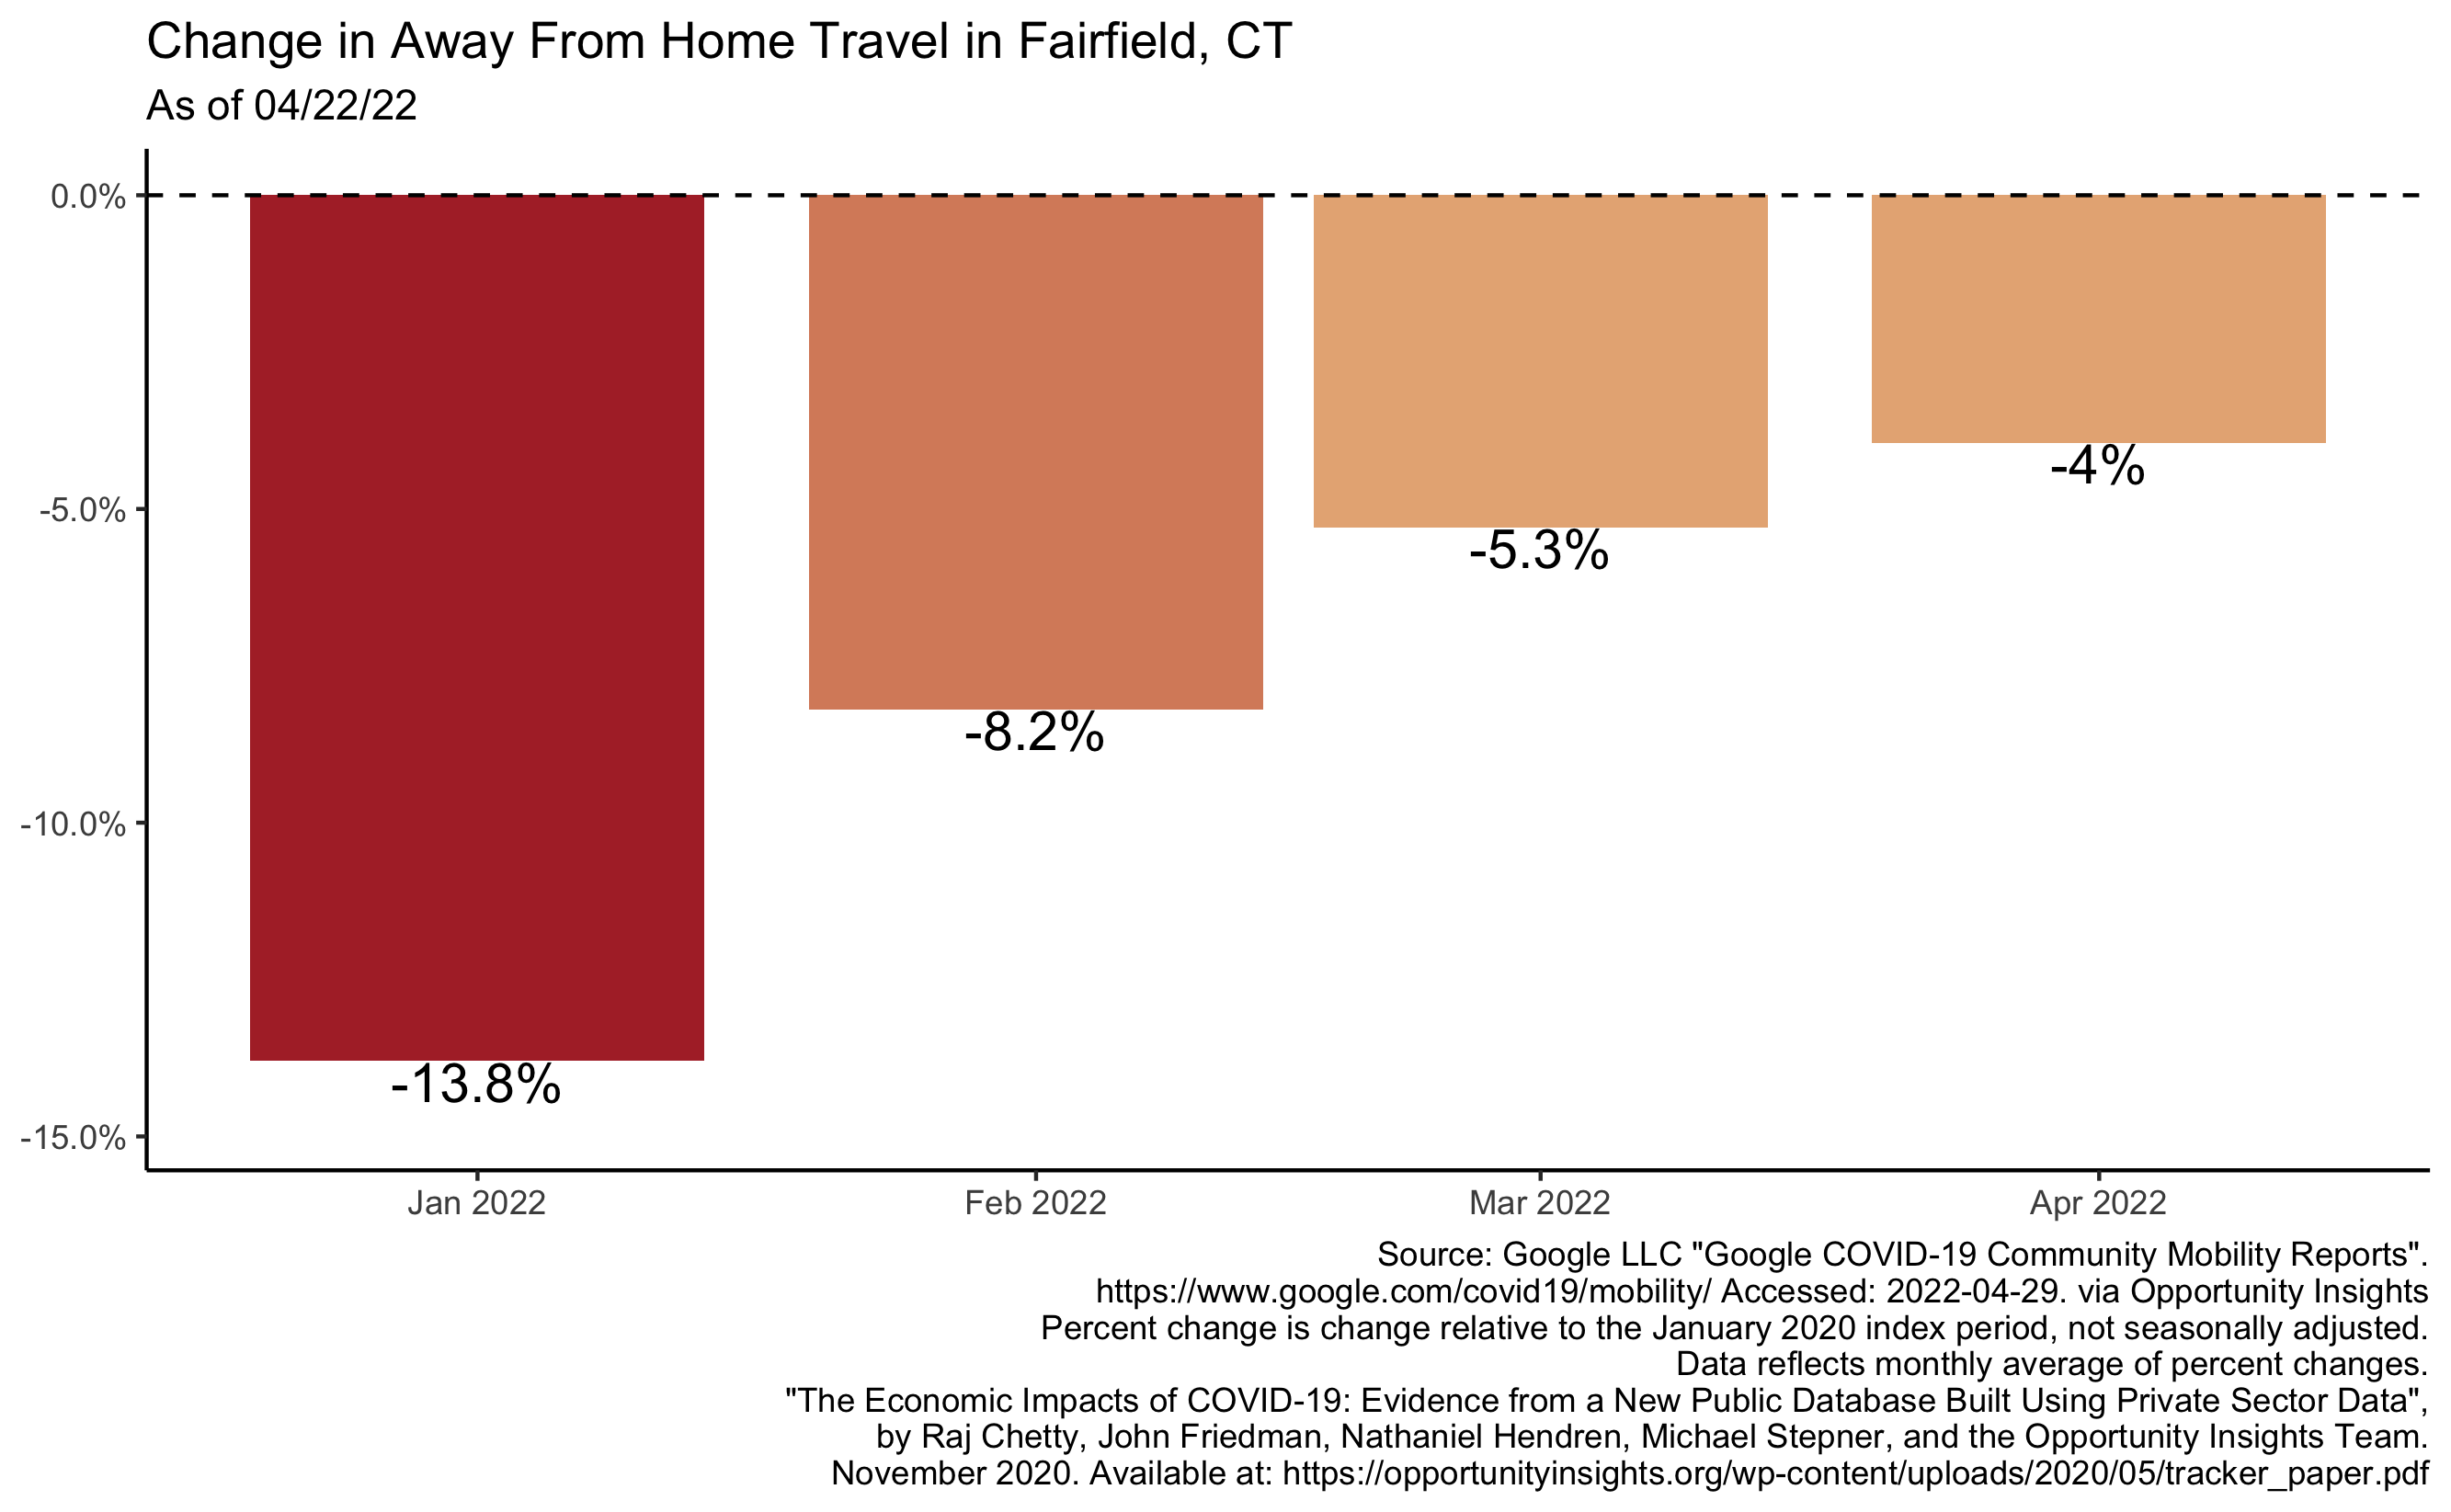 Change in Away From Home Travel in Fairfield, CT
As of 04/22/22
0.0%
-5.0%
-10.0%
-15.0%
-13.8%
-8.2%
-5.3%
-4%
Jan 2022
Feb 2022
Mar 2022
Apr 2022
Source: Google LLC "Google COVID-19 Community Mobility Reports".
https://www.google.com/covid19/mobility/ Accessed: 2022-04-29. via Opportunity Insights
Percent change is change relative to the January 2020 index period, not seasonally adjusted.
Data reflects monthly average of percent changes.
"The Economic Impacts of COVID-19: Evidence from a New Public Database Built Using Private Sector Data",
by Raj Chetty, John Friedman, Nathaniel Hendren, Michael Stepner, and the Opportunity Insights Team.
November 2020. Available at: https://opportunityinsights.org/wp-content/uploads/2020/05/tracker_paper.pdf